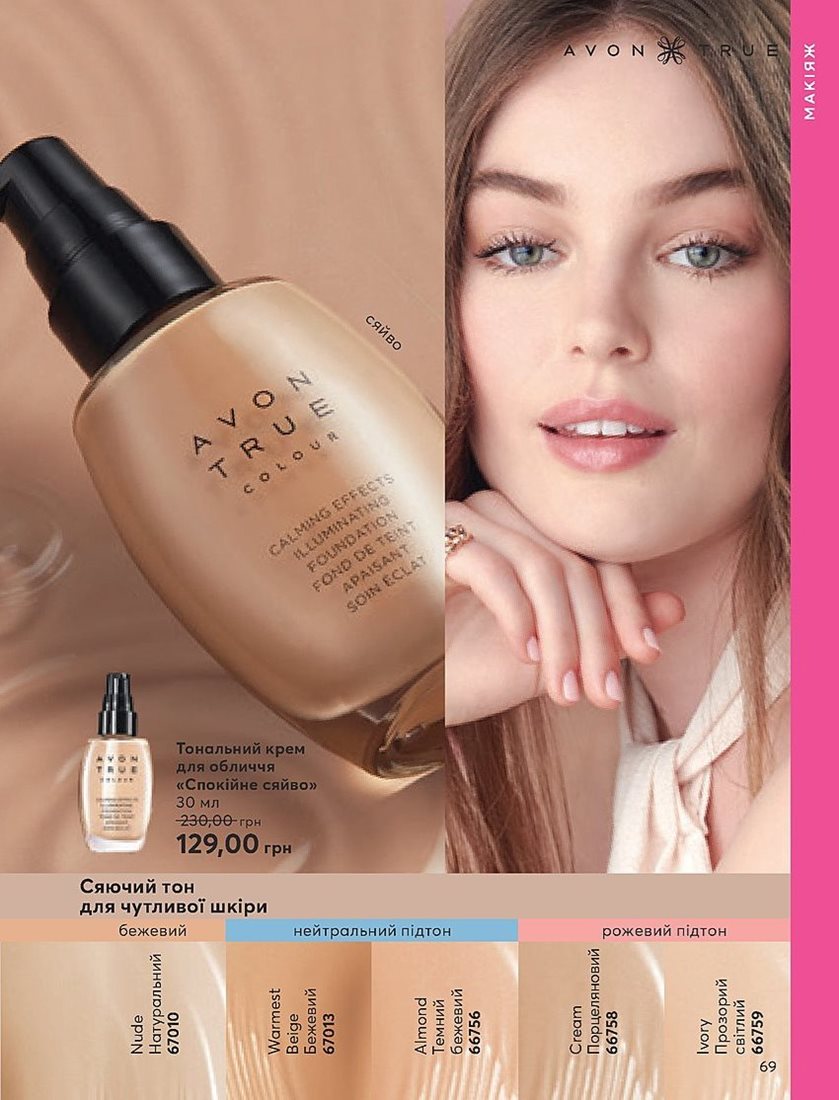 AVON TRUE
МАКІЯЖ
сяйво
AVON
TRUE
COLOUR
CALMING EFFECTS
ILLUMINATING
FOUNDATION
FOND DE TEINT
APAISANT
SOIN ECLAT
AVON
TRUE
COLOUR
Тональний крем
для обличчя
«Спокійне сяйво»
30 мл
230,00 грн
129,00 грн
Сяючий тон
для чутливої шкіри
бежевий
нейтральний підтон
рожевий підтон
Nude
Натуральний
67010
Warmest
Beige
Бежевий
67013
Almond
Темний
бежевий
66756
Cream
Порцеляновий
66758
Ivory
Прозорий
світлий
66759
69